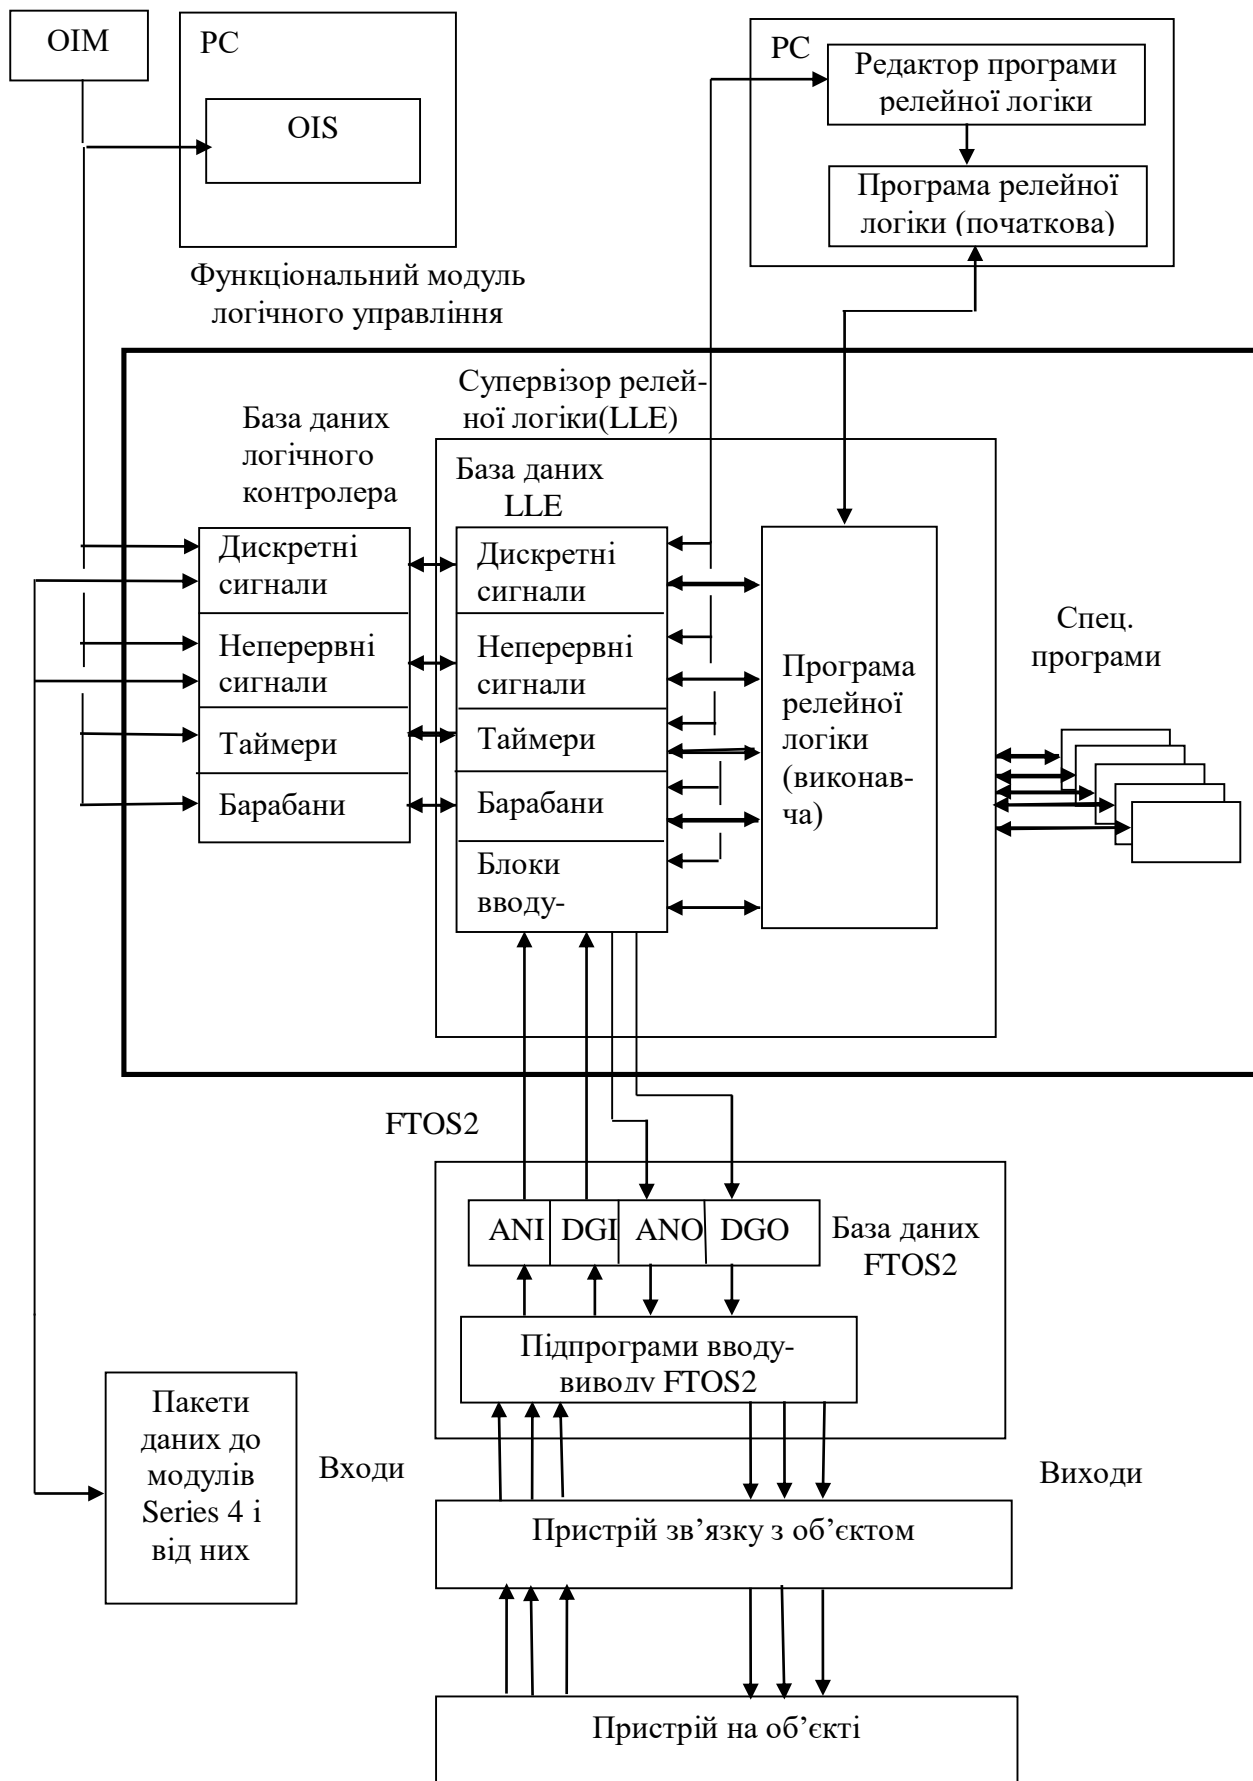 OIM
PC
OIS
PC
Редактор програми
релейної логіки
Програма релейної
логіки (початкова)
Функціональний модуль
логічного управління
Супервізор релей-
ної логіки(LLE)
База даних
логічного
контролера
База даних
LLE
Дискретні
сигнали
Неперервні
сигнали
Таймери
Барабани
Дискретні
сигнали
Неперервні
сигнали
Таймери
Барабани
Блоки
вводу-
Програма
релейної
логіки
(виконав-
ча)
Спец.
програми
FTOS2
ANI
DGI
ANO
DGO
База даних
FTOS2
Підпрограми вводу-
виводу FTOS2
Пакети
даних до
модулів
Series 4 і
від них
Входи
Виходи
Пристрій зв’язку з об’єктом
Пристрій на об’єкті